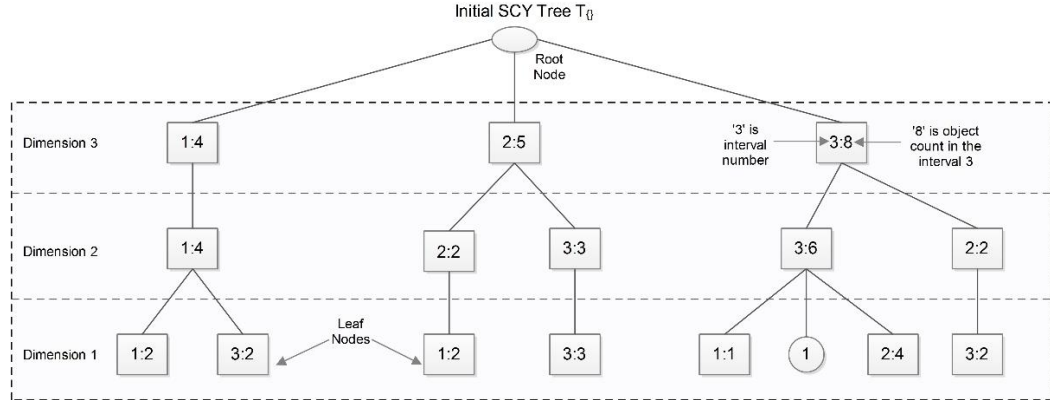 Initial SCY Tree T{}
Root
Node
Dimension 3
1:4
2:5
'3' is
interval
number
3:8
'8' is object
count in the
interval 3
Dimension 2
1:4
2:2
3:3
3:6
2:2
Dimension 1
1:2
3:2
Leaf
Nodes
1:2
3:3
1:1
1
2:4
3:2